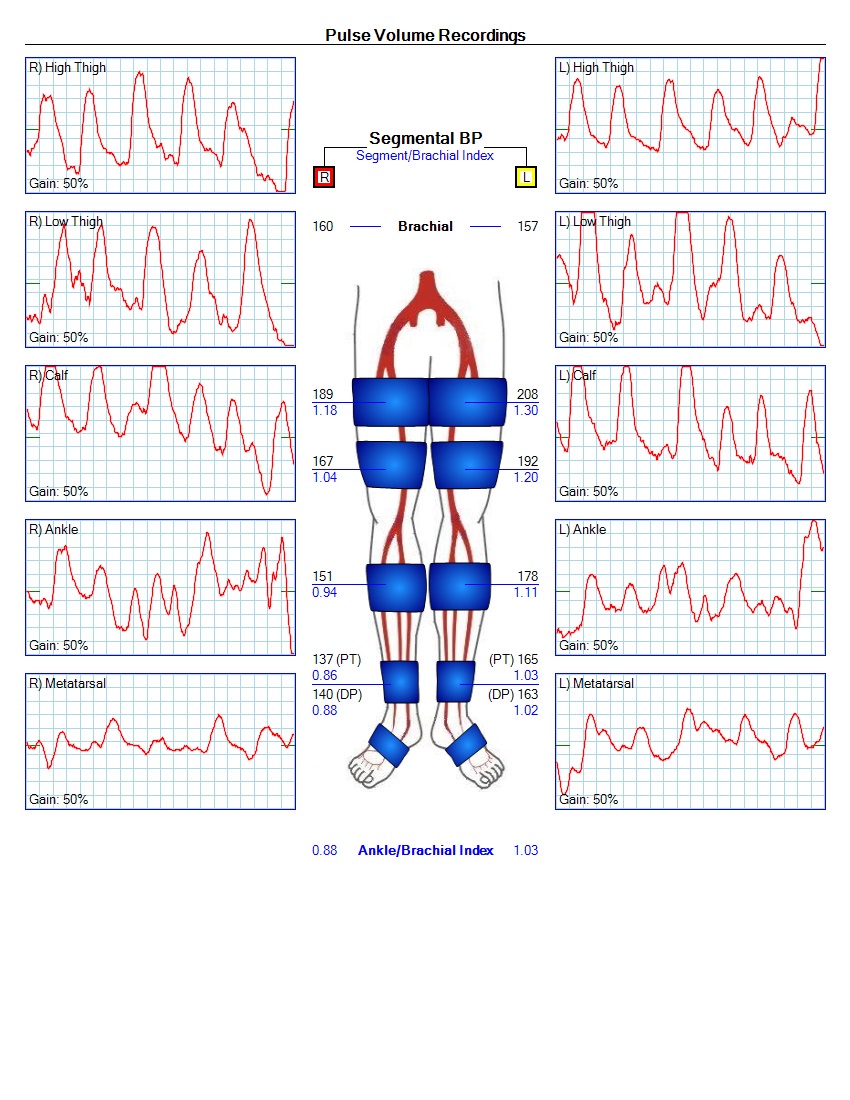 Pulse Volume Recordings
R) High Thigh
Gain: 50%
R) Low Thigh
Gain: 50%
R) Calf
Gain: 50%
R) Ankle
Gain: 50%
R) Metatarsal
Gain: 50%
Segmental BP
Segment/Brachial Index
R
L
160 Brachial 157
189 208
1.18 1.30
167 192
1.04 1.20
151 178
0.94 1.11
137 (PT) (PT) 165
0.86 1.03
140 (DP) (DP) 163
0.88 1.02
0.88 Ankle/Brachial Index 1.03
L) High Thigh
Gain: 50%
L) Low Thigh
Gain: 50%
L) Calf
Gain: 50%
L) Ankle
Gain: 50%
L) Metatarsal
Gain: 50%